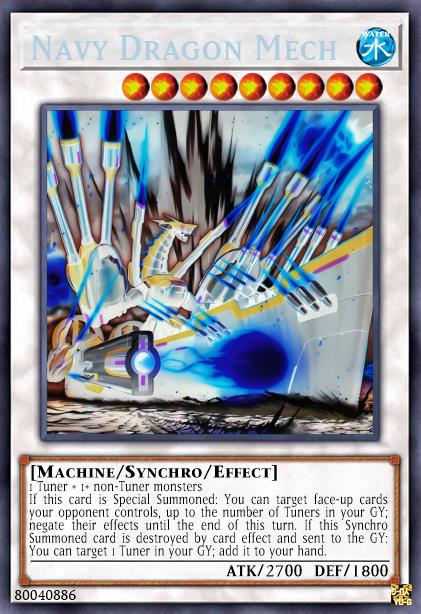 NAVY DRAGON MECH
WATER
水
[MACHINE/SYNCHRO/EFFECT]
1 Tuner + 1+ non-Tuner monsters
If this card is Special Summoned: You can target face-up cards
your opponent controls, up to the number of Tuners in your GY;
negate their effects until the end of this turn. If this Synchro
Summoned card is destroyed by card effect and sent to the GY:
You can target 1 Tuner in your GY; add it to your hand.
ATK/2700 DEF/1800
80040886